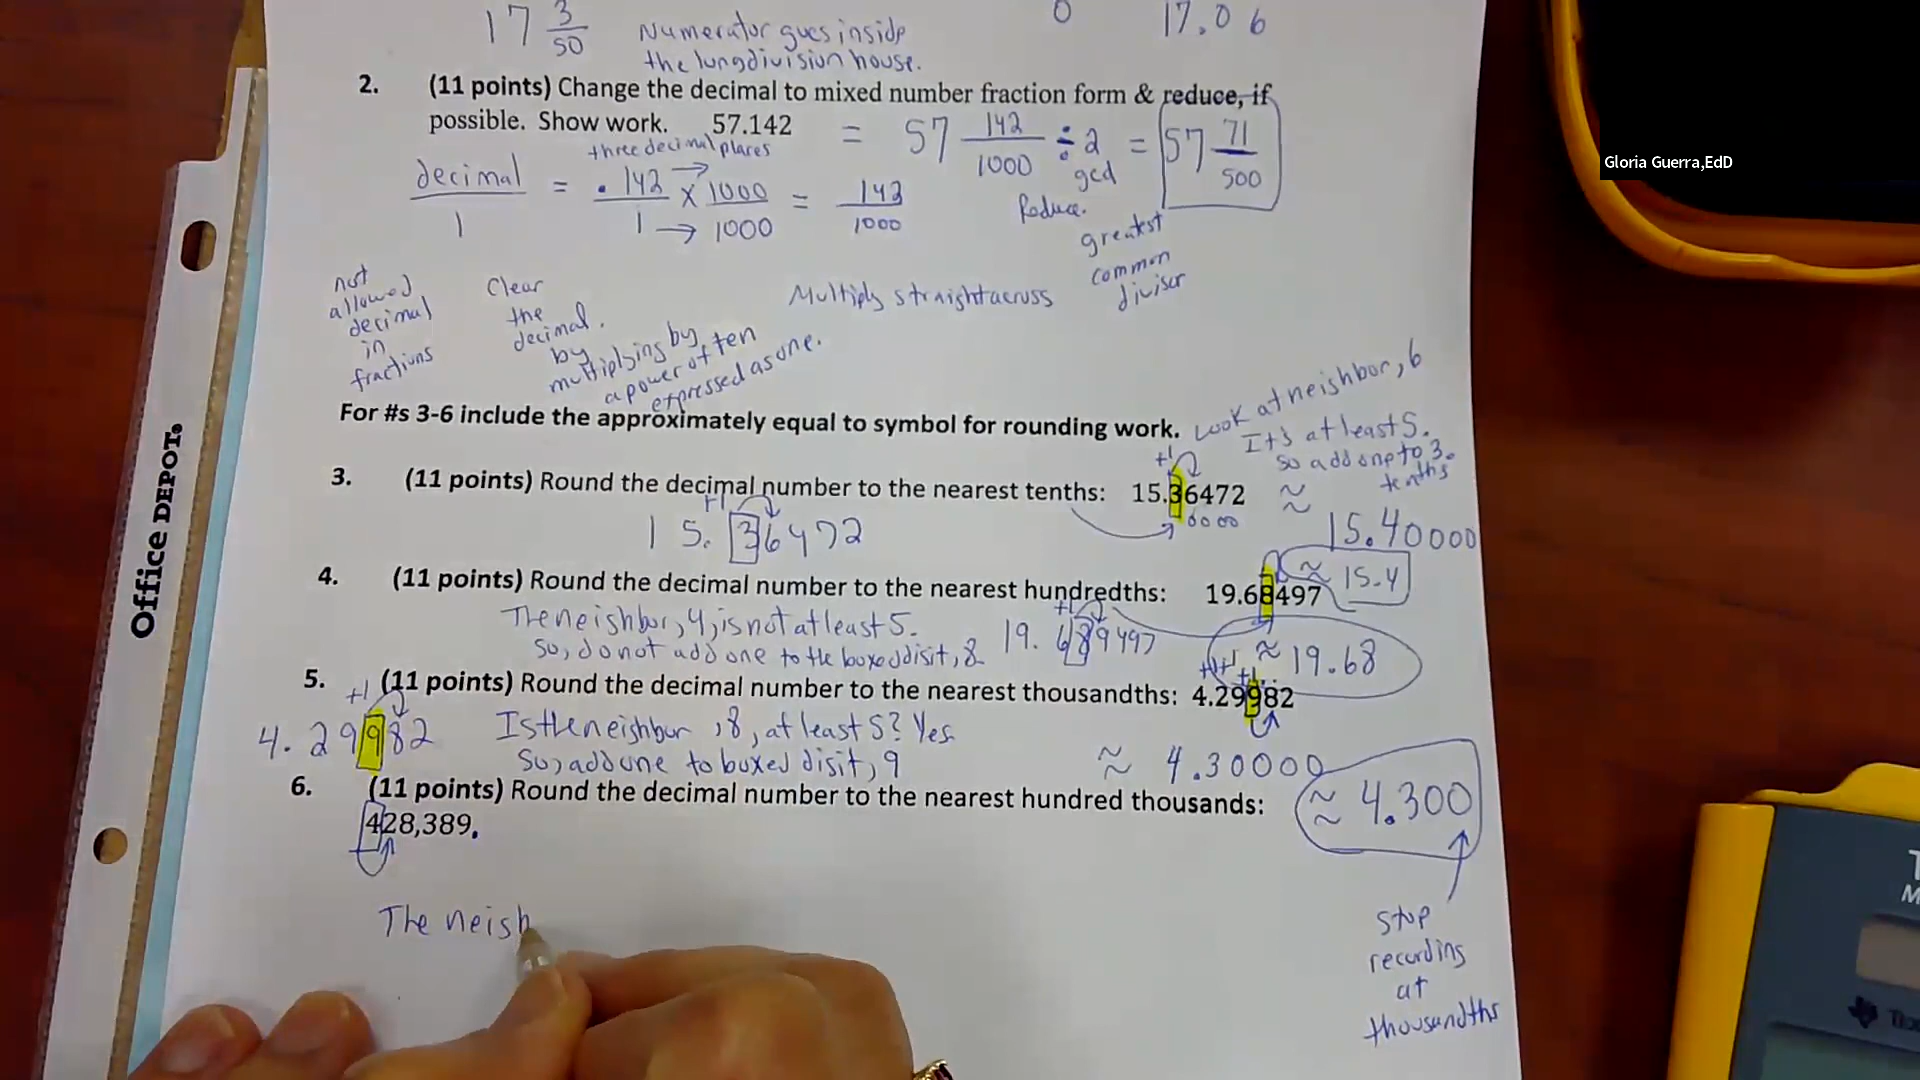 17 3/50 Numerator goes inside 0 17.06
the long division house.
2. (11 points) Change the decimal to mixed number fraction form & reduce, if
possible. Show work. 57.142 = 57 142/1000 ÷ 2 = 57 71/500
three decimal places
gcd
decimal/1 = .142/1 × 1000/1000 = 142/1000
Reduce.
greatest
common
divisor
not
allowed
decimal
in
fractions
Clear
the
decimal.
by
multiplying by
a power of ten
expressed as one.
Multiply straight across
For #s 3-6 include the approximately equal to symbol for rounding work.
Look at neighbor, 6
It's at least 5.
so add one to 3.
tenths
+1
3. (11 points) Round the decimal number to the nearest tenths: 15.36472 ≈
0000
15.40000
+1
15.36472
≈ 15.4
4. (11 points) Round the decimal number to the nearest hundredths: 19.68497
The neighbor, 4, is not at least 5.
So, do not add one to the boxed digit, 8
+1
19.689497
≈ 19.68
+1+1
+1
5. (11 points) Round the decimal number to the nearest thousandths: 4.29982
+1
4.29982 Is the neighbor, 8, at least 5? Yes.
So, add one to boxed digit, 9
≈ 4.30000
≈ 4.300
6. (11 points) Round the decimal number to the nearest hundred thousands:
428,389.
The neigh
stop
recording
at
thousandths
Office DEPOT
Gloria Guerra,EdD